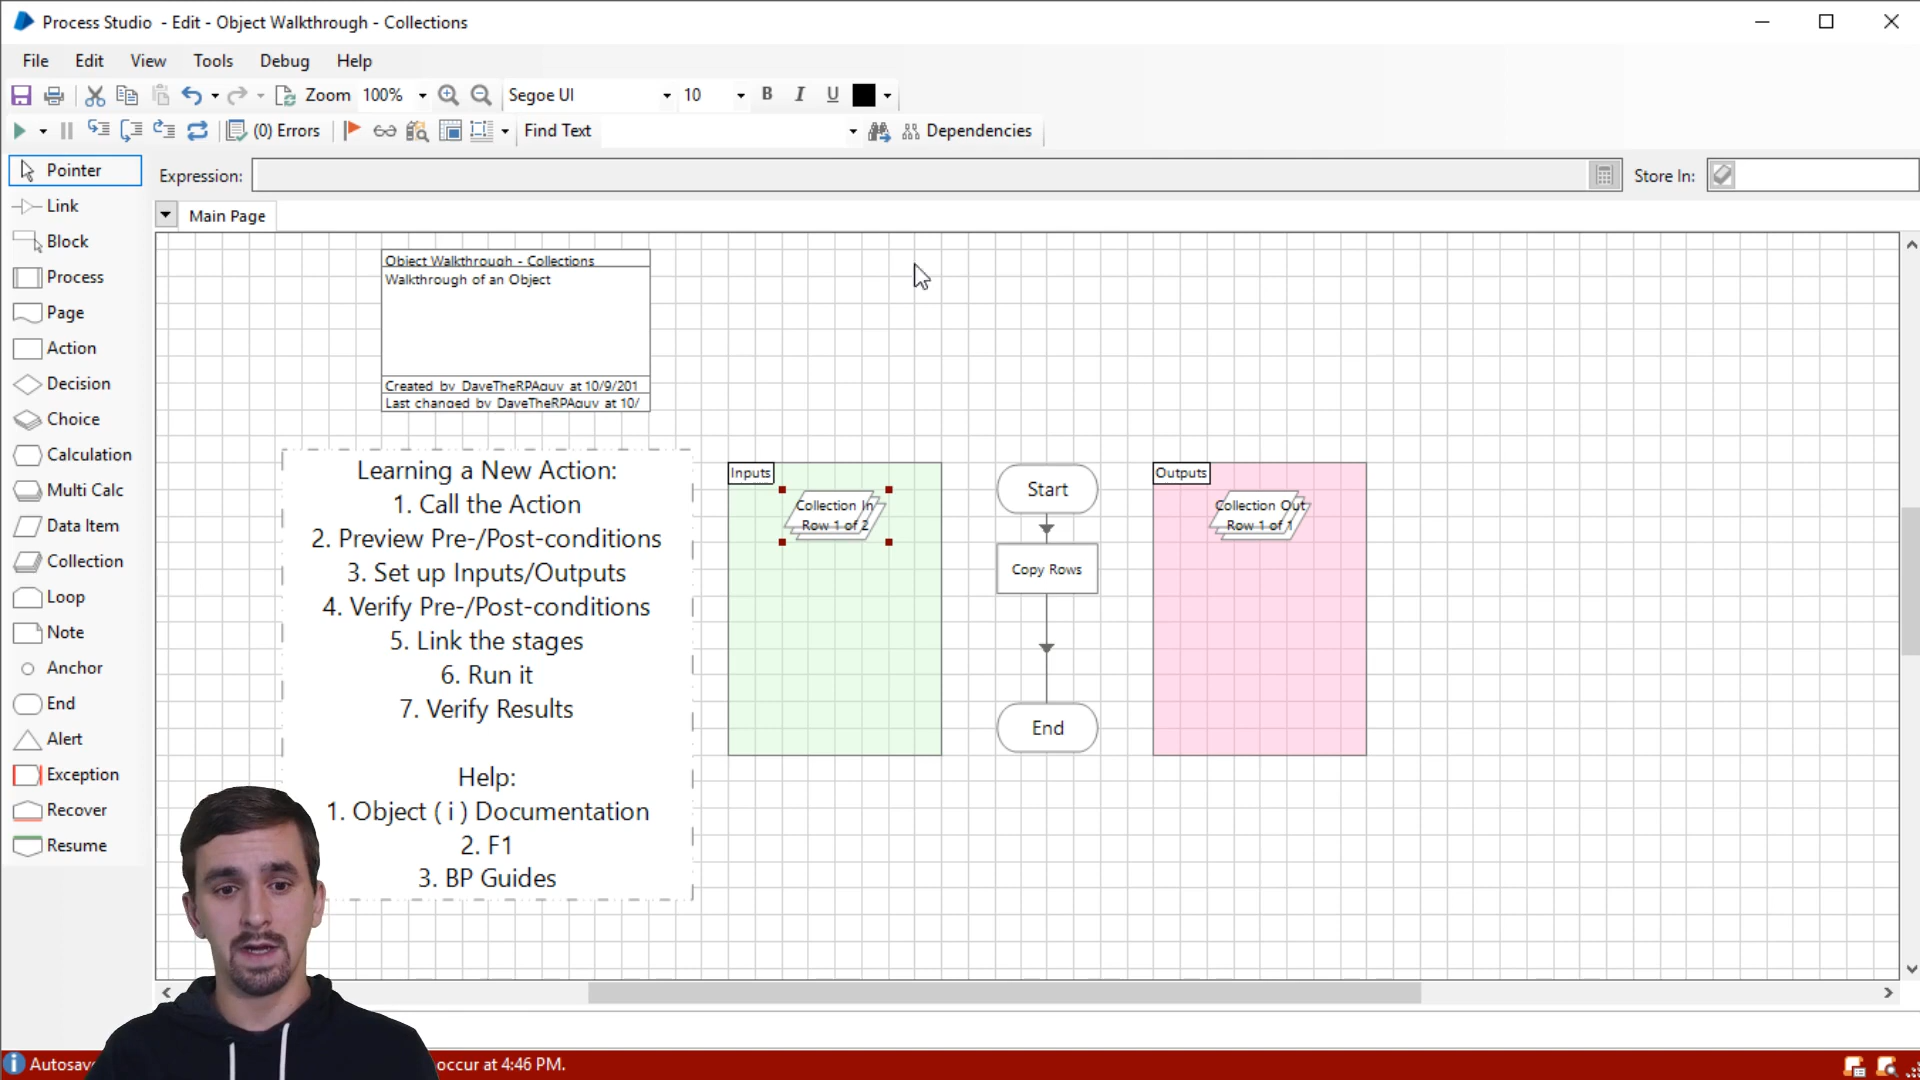 Process Studio - Edit - Object Walkthrough - Collections
File Edit View Tools Debug Help
Zoom 100% Segoe UI 10 B I U
(0) Errors Find Text Dependencies
Pointer
Link
Block
Process
Page
Action
Decision
Choice
Calculation
Multi Calc
Data Item
Collection
Loop
Note
Anchor
End
Alert
Exception
Recover
Resume
Expression:
Store In:
Main Page
Object Walkthrough - Collections
Walkthrough of an Object
Created by DaveTheRPAguy at 10/9/201
Last changed by DaveTheRPAguy at 10/
Learning a New Action:
1. Call the Action
2. Preview Pre-/Post-conditions
3. Set up Inputs/Outputs
4. Verify Pre-/Post-conditions
5. Link the stages
6. Run it
7. Verify Results
Help:
1. Object ( i ) Documentation
2. F1
3. BP Guides
Inputs
Collection In
Row 1 of 2
Start
Copy Rows
End
Outputs
Collection Out
Row 1 of 1
occur at 4:46 PM.